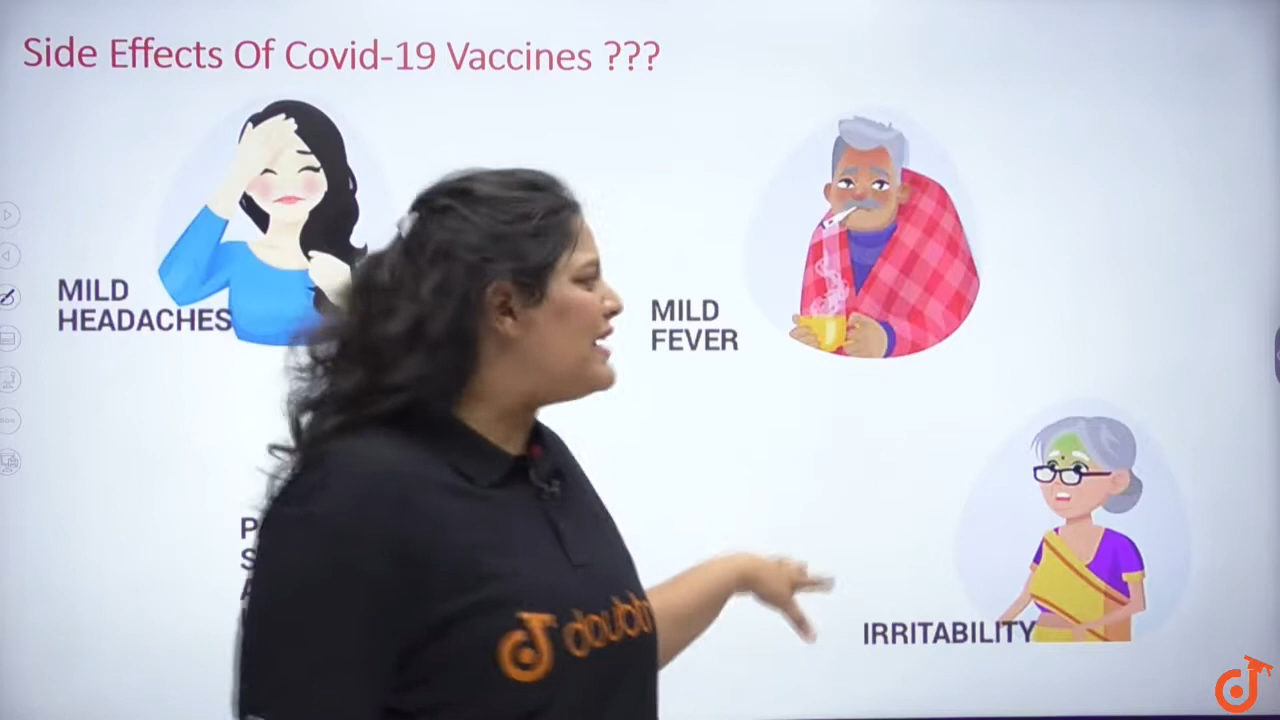 Side Effects Of Covid-19 Vaccines ???
MILD
HEADACHES
MILD
FEVER
IRRITABILITY